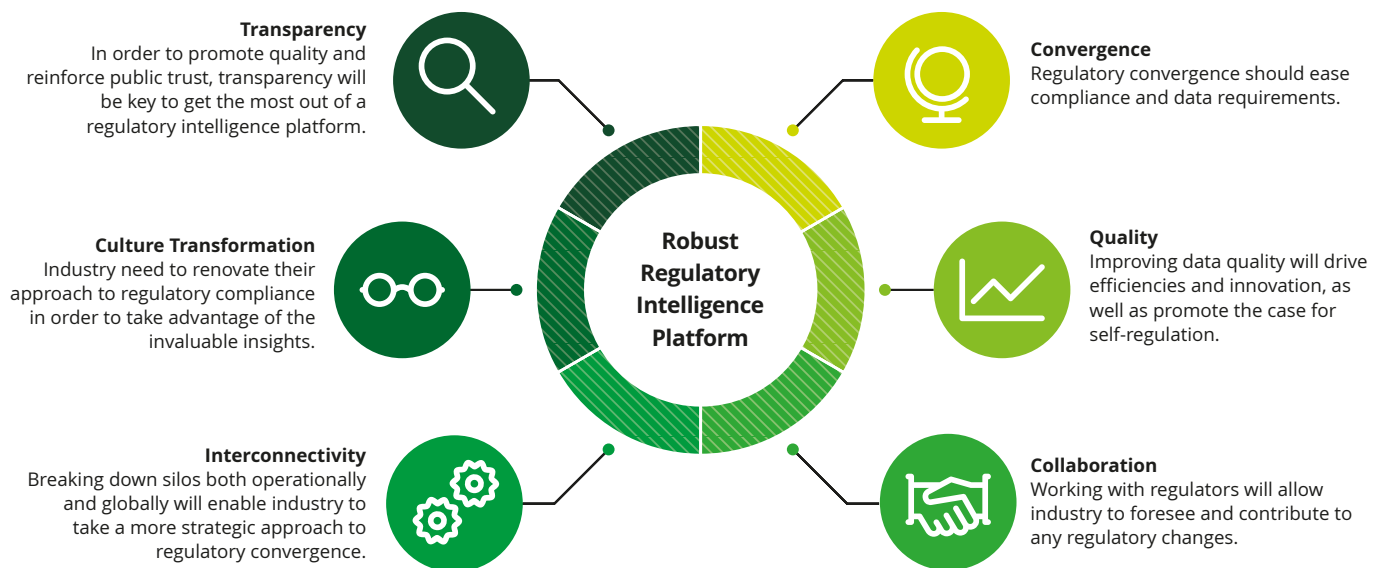 Transparency
In order to promote quality and
reinforce public trust, transparency will
be key to get the most out of a
regulatory intelligence platform.
Convergence
Regulatory convergence should ease
compliance and data requirements.
Culture Transformation
Industry need to renovate their
approach to regulatory compliance
in order to take advantage of the
invaluable insights.
Robust
Regulatory
Intelligence
Platform
Quality
Improving data quality will drive
efficiencies and innovation, as
well as promote the case for
self-regulation.
Interconnectivity
Breaking down silos both operationally
and globally will enable industry to
take a more strategic approach to
regulatory convergence.
Collaboration
Working with regulators will allow
industry to foresee and contribute to
any regulatory changes.